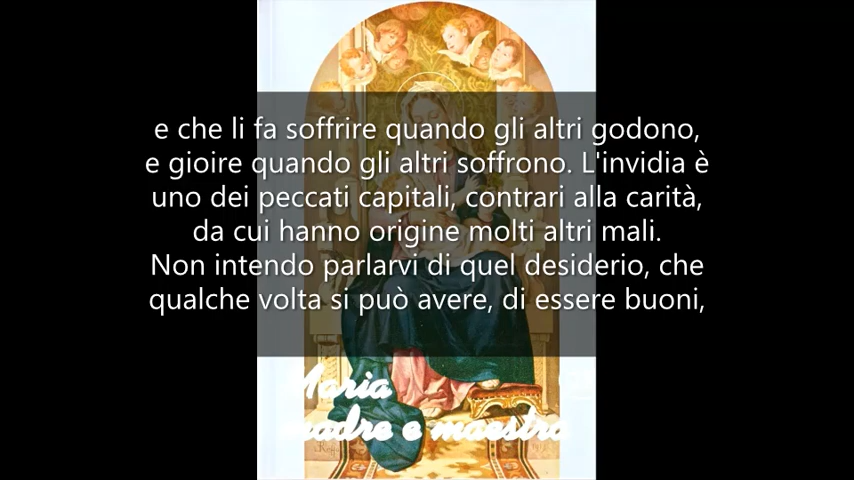 e che li fa soffrire quando gli altri godono,
e gioire quando gli altri soffrono. L'invidia è
uno dei peccati capitali, contrari alla carità,
da cui hanno origine molti altri mali.
Non intendo parlarvi di quel desiderio, che
qualche volta si può avere, di essere buoni,
Maria
madre e maestra